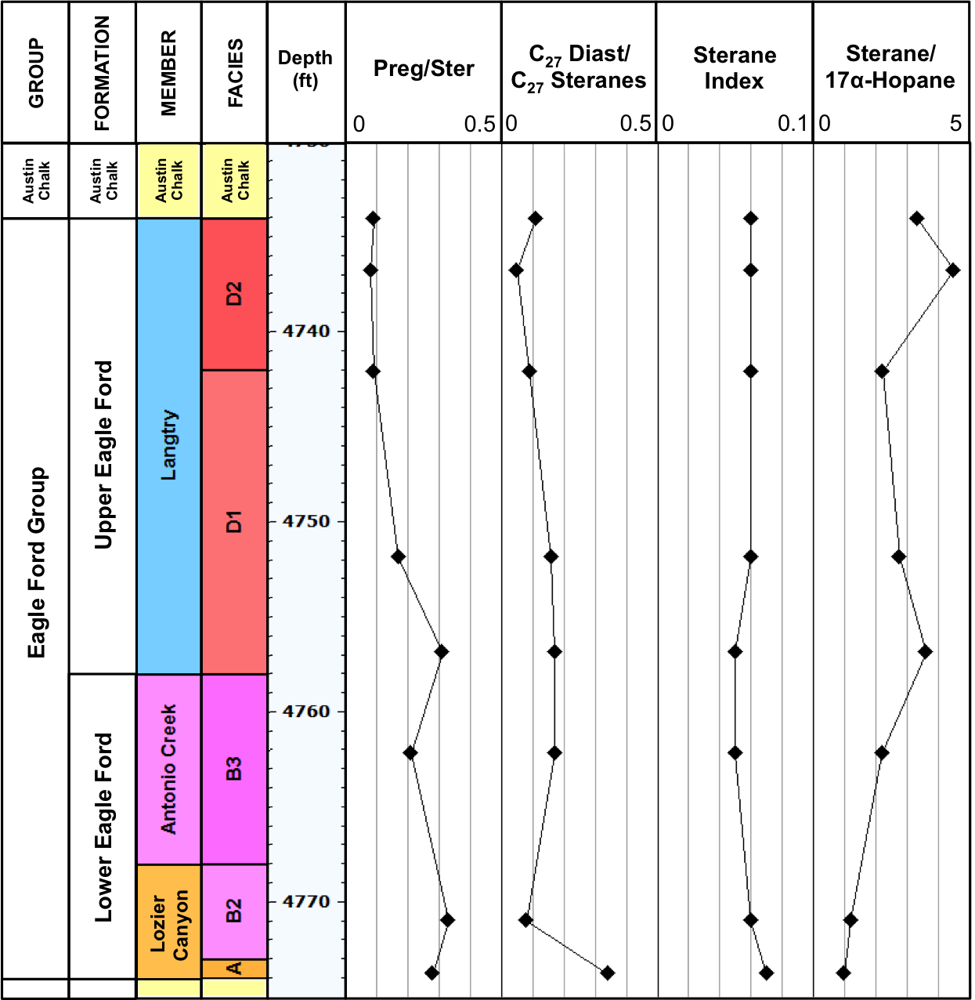 GROUP
FORMATION
MEMBER
FACIES
Depth
(ft)
Preg/Ster
0 0.5
C27 Diast/
C27 Steranes
0 0.5
Sterane
Index
0 0.1
Sterane/
17α-Hopane
0 5
Austin
Chalk
Austin
Chalk
Austin
Chalk
Austin
Chalk
Eagle Ford Group
Upper Eagle Ford
Lower Eagle Ford
Langtry
Antonio Creek
Lozier
Canyon
D2
D1
B3
B2
A
4740
4750
4760
4770